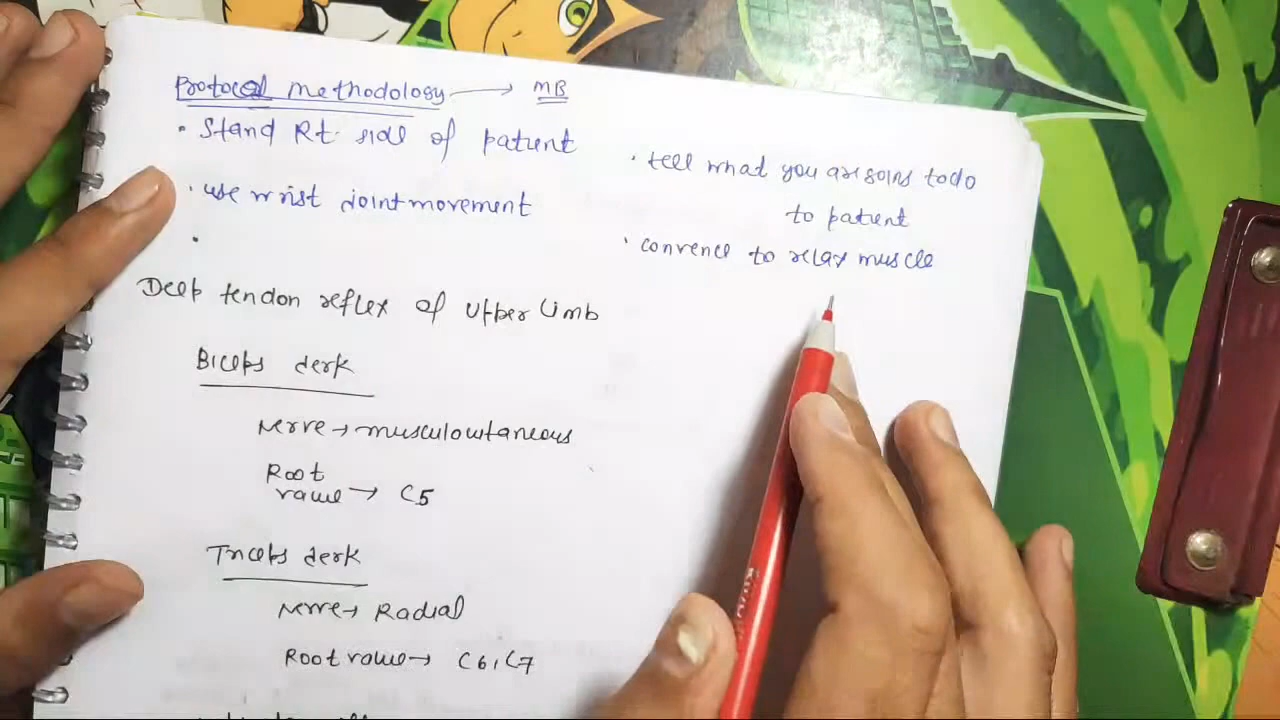 Protocol methodology → MB
• Stand Rt. side of patient
• use wrist joint movement
•
• tell what you are going to do
to patient
• convence to relax muscle
Deep tendon reflex of Upper limb
Biceps Jerk
Nerve → musculocutaneous
Root
value → C5
Triceps Jerk
Nerve → Radial
Root value → C6, C7